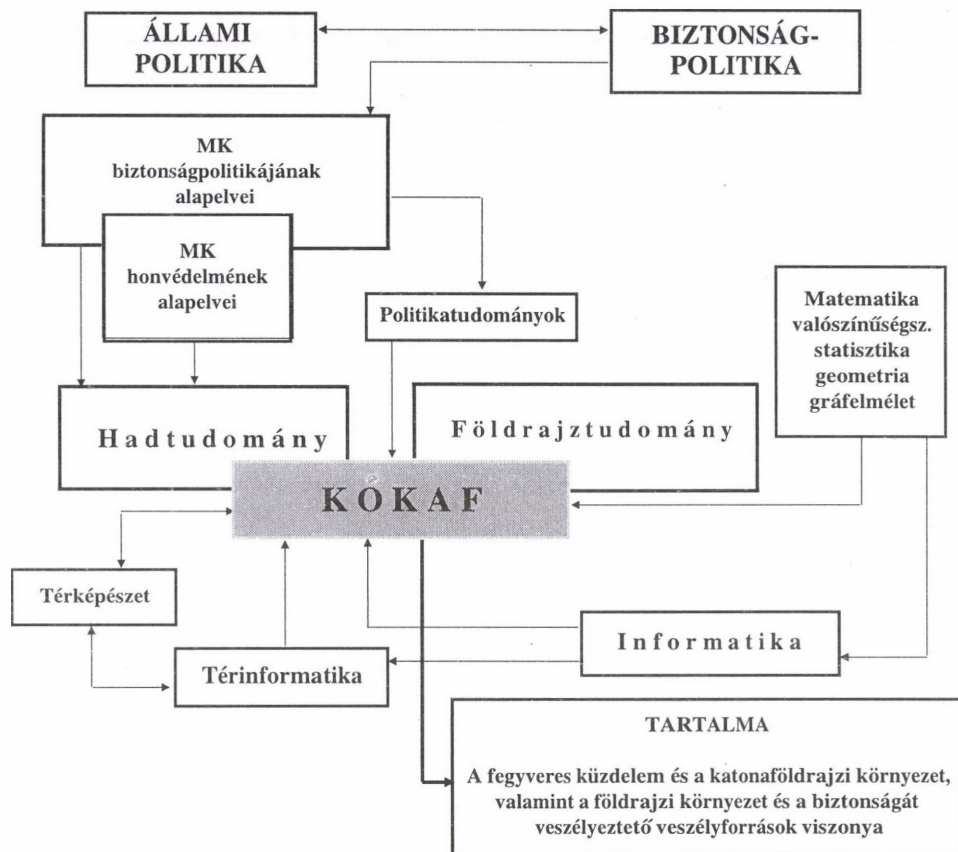 ÁLLAMI
POLITIKA
BIZTONSÁG-
POLITIKA
MK
biztonságpolitikájának
alapelvei
MK
honvédelmének
alapelvei
Politikatudományok
Matematika
valószínűségsz.
statisztika
geometria
gráfelmélet
Hadtudomány
Földrajztudomány
KOKAF
Térképészet
Térinformatika
Informatika
TARTALMA
A fegyveres küzdelem és a katonaföldrajzi környezet,
valamint a földrajzi környezet és a biztonságát
veszélyeztető veszélyforrások viszonya